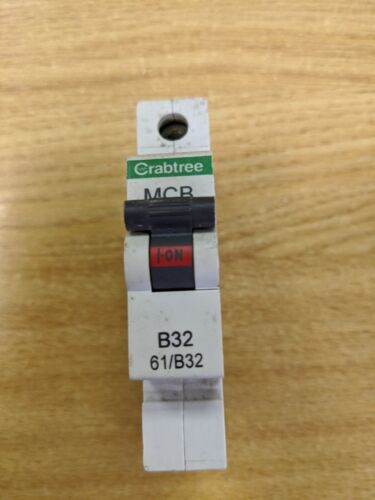 Crabtree
MCB
I-ON
B32
61/B32